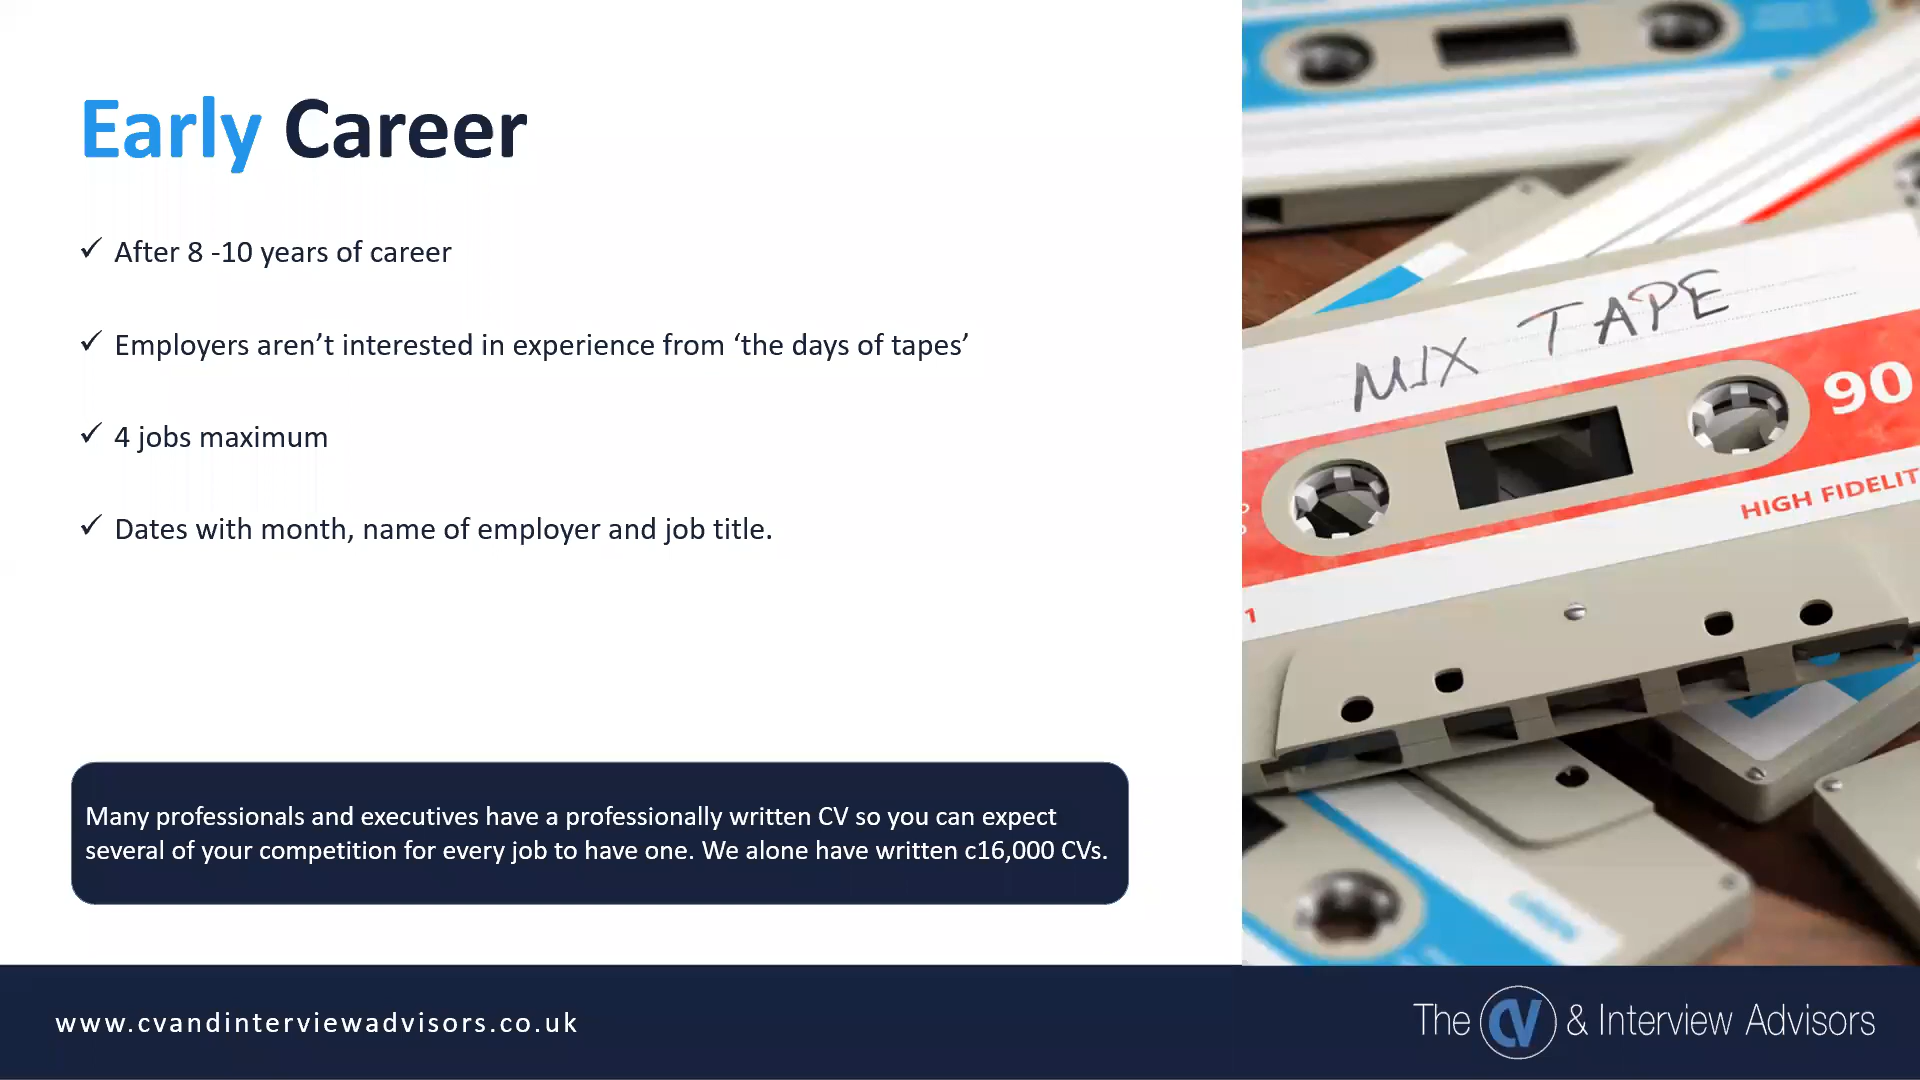 Early Career
✓ After 8 -10 years of career
✓ Employers aren’t interested in experience from ‘the days of tapes’
✓ 4 jobs maximum
✓ Dates with month, name of employer and job title.
Many professionals and executives have a professionally written CV so you can expect
several of your competition for every job to have one. We alone have written c16,000 CVs.
www.cvandinterviewadvisors.co.uk
The CV & Interview Advisors
MIX TAPE
90
HIGH FIDELIT
1